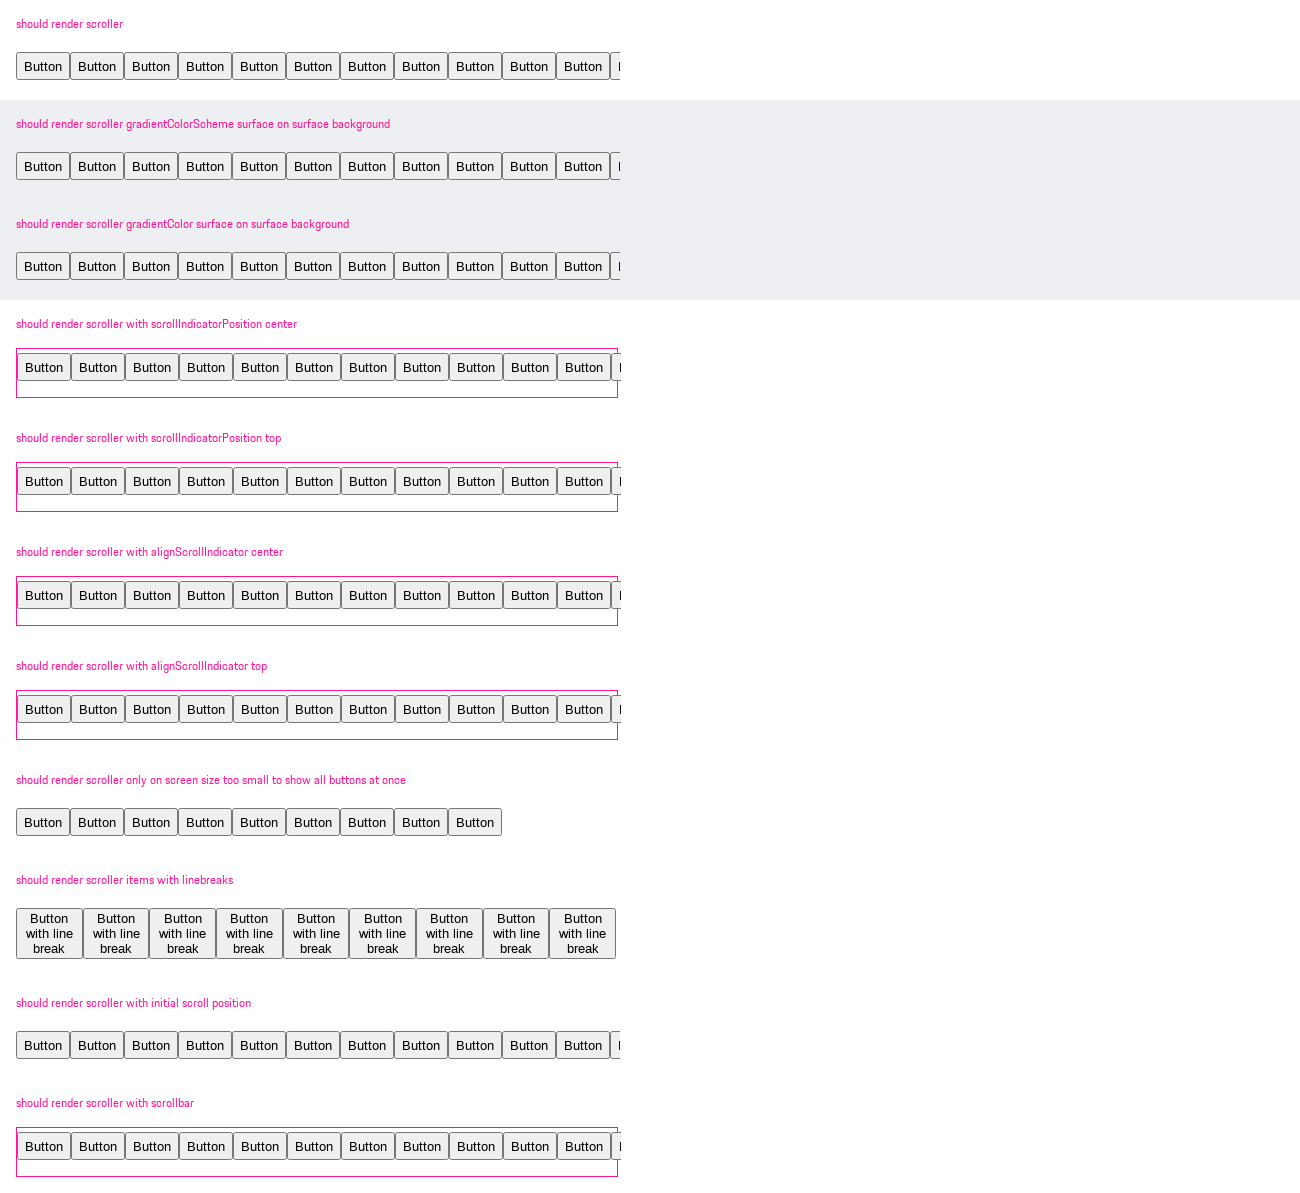 should render scroller
Button Button Button Button Button Button Button Button Button Button Button
should render scroller gradientColorScheme surface on surface background
Button Button Button Button Button Button Button Button Button Button Button
should render scroller gradientColor surface on surface background
Button Button Button Button Button Button Button Button Button Button Button
should render scroller with scrollIndicatorPosition center
Button Button Button Button Button Button Button Button Button Button Button
should render scroller with scrollIndicatorPosition top
Button Button Button Button Button Button Button Button Button Button Button
should render scroller with alignScrollIndicator center
Button Button Button Button Button Button Button Button Button Button Button
should render scroller with alignScrollIndicator top
Button Button Button Button Button Button Button Button Button Button Button
should render scroller only on screen size too small to show all buttons at once
Button Button Button Button Button Button Button Button Button
should render scroller items with linebreaks
Button Button Button Button Button Button Button Button Button
with line with line with line with line with line with line with line with line with line
break break break break break break break break break
should render scroller with initial scroll position
Button Button Button Button Button Button Button Button Button Button Button
should render scroller with scrollbar
Button Button Button Button Button Button Button Button Button Button Button